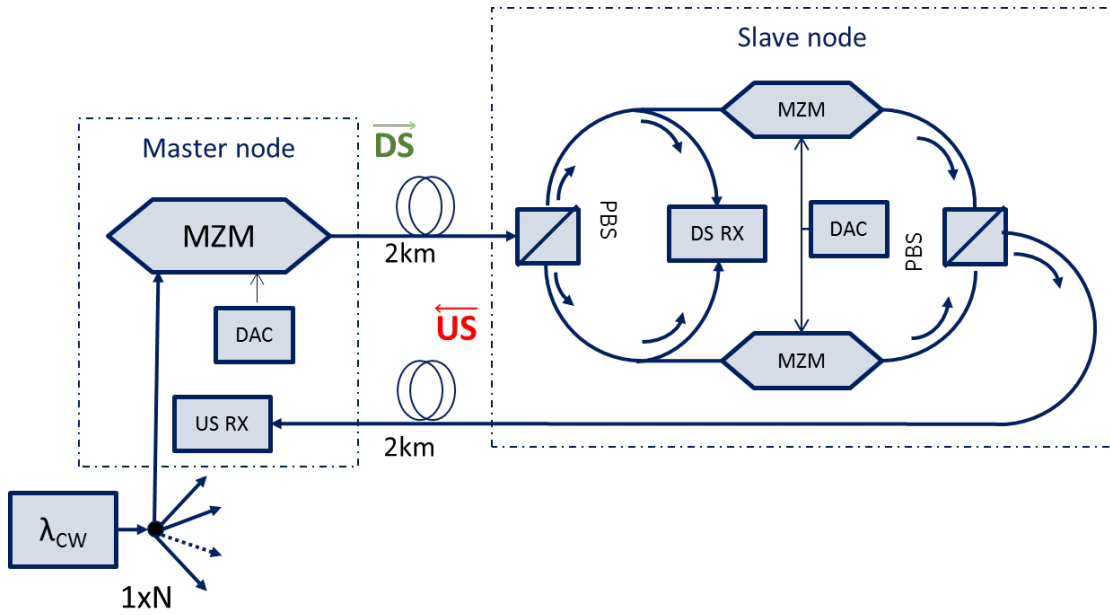 Slave node
Master node
DS
MZM
MZM
PBS
DS RX
DAC
PBS
2km
DAC
US
MZM
US RX
2km
λCW
1xN